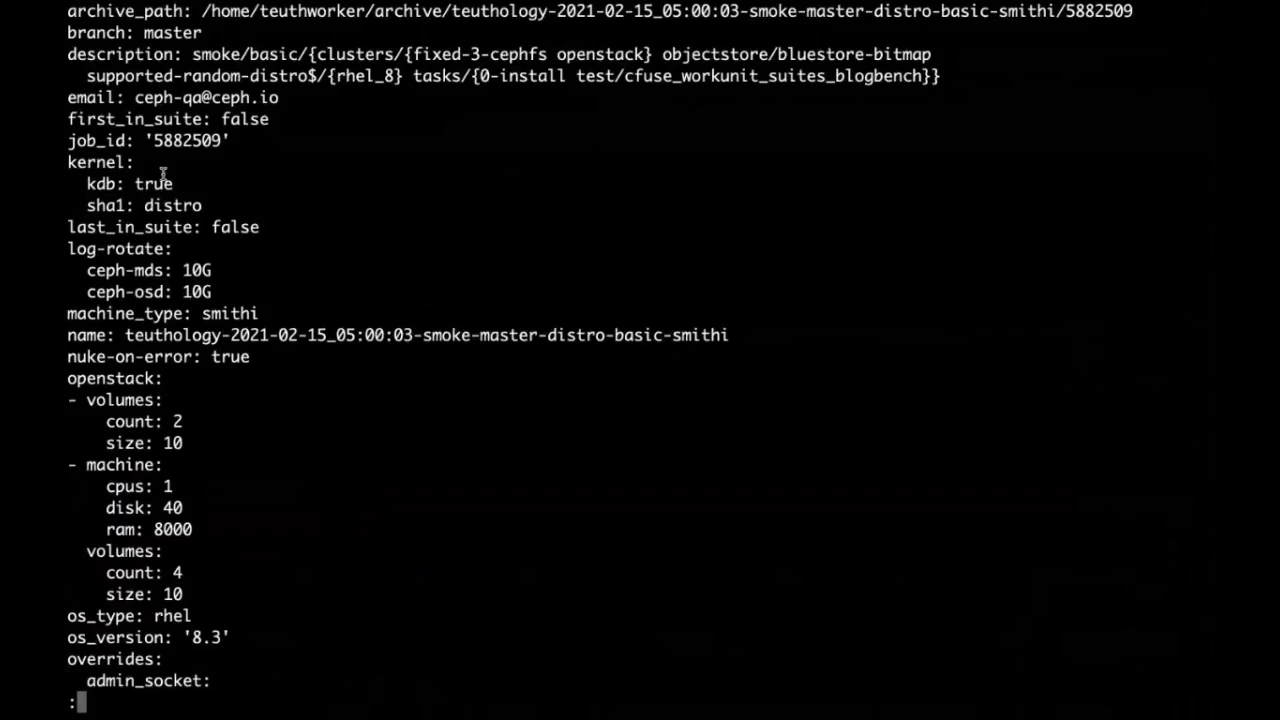 archive_path: /home/teuthworker/archive/teuthology-2021-02-15_05:00:03-smoke-master-distro-basic-smithi/5882509
branch: master
description: smoke/basic/{clusters/{fixed-3-cephfs openstack} objectstore/bluestore-bitmap
  supported-random-distro$/{rhel_8} tasks/{0-install test/cfuse_workunit_suites_blogbench}}
email: ceph-qa@ceph.io
first_in_suite: false
job_id: '5882509'
kernel:
  kdb: true
  sha1: distro
last_in_suite: false
log-rotate:
  ceph-mds: 10G
  ceph-osd: 10G
machine_type: smithi
name: teuthology-2021-02-15_05:00:03-smoke-master-distro-basic-smithi
nuke-on-error: true
openstack:
- volumes:
    count: 2
    size: 10
- machine:
    cpus: 1
    disk: 40
    ram: 8000
  volumes:
    count: 4
    size: 10
os_type: rhel
os_version: '8.3'
overrides:
  admin_socket:
: